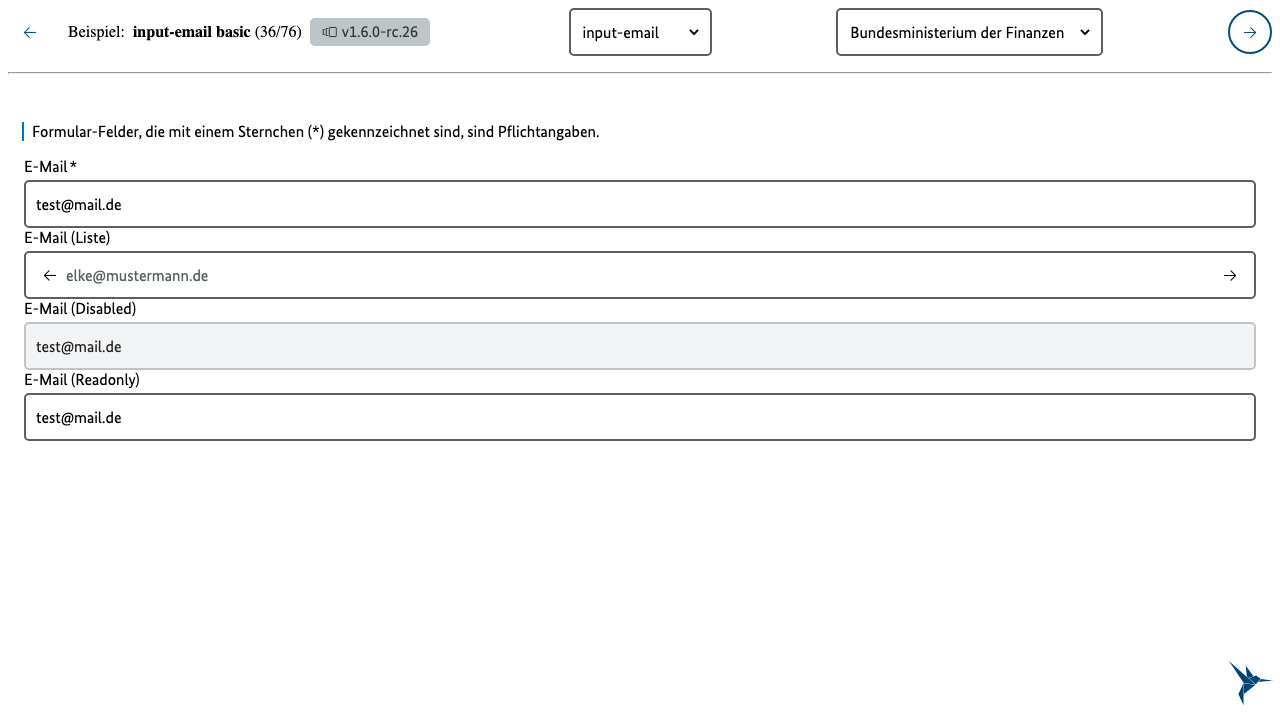 Beispiel: input-email basic (36/76) v1.6.0-rc.26 input-email Bundesministerium der Finanzen
Formular-Felder, die mit einem Sternchen (*) gekennzeichnet sind, sind Pflichtangaben.
E-Mail*
test@mail.de
E-Mail (Liste)
elke@mustermann.de
E-Mail (Disabled)
test@mail.de
E-Mail (Readonly)
test@mail.de